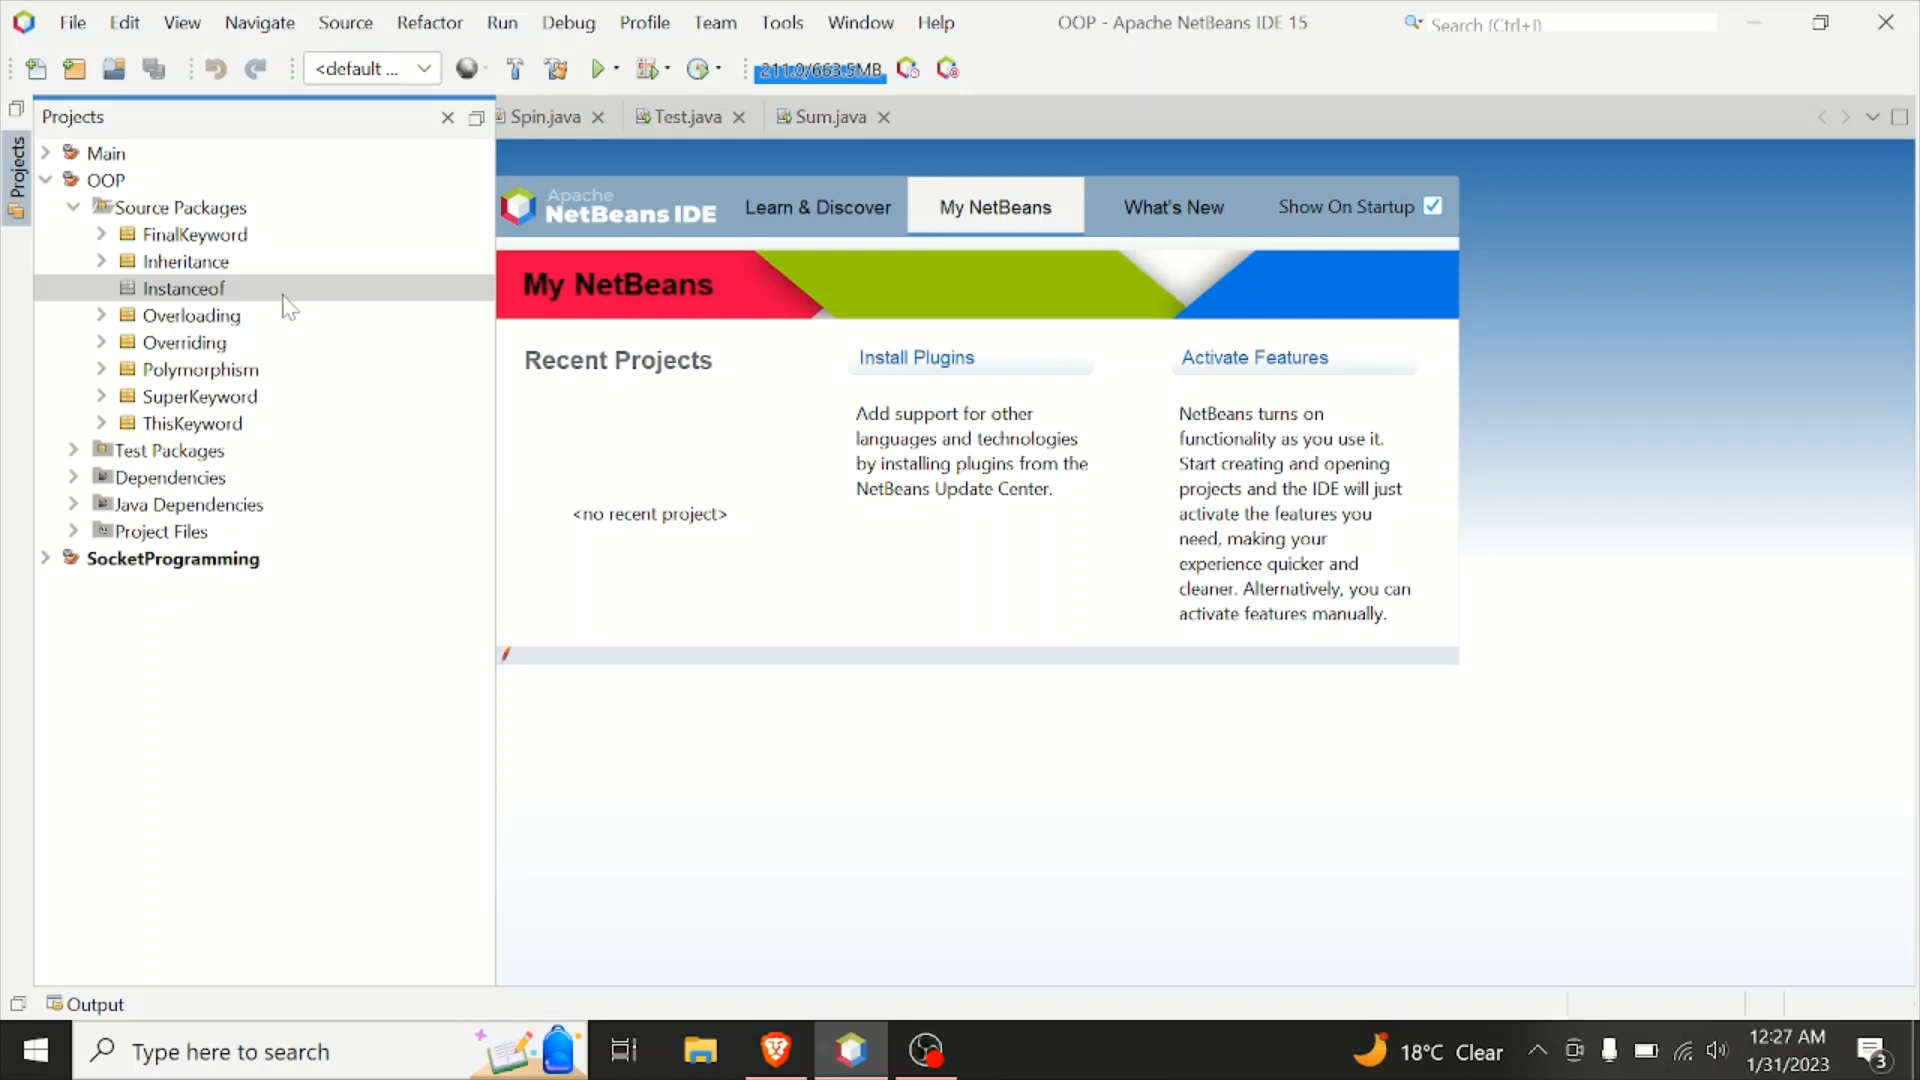 File Edit View Navigate Source Refactor Run Debug Profile Team Tools Window Help OOP - Apache NetBeans IDE 15 Search (Ctrl+I)
<default ... 211.0/663.5MB
Projects
Projects
Spin.java Test.java Sum.java
Main
OOP
Source Packages
FinalKeyword
Inheritance
Instanceof
Overloading
Overriding
Polymorphism
SuperKeyword
ThisKeyword
Test Packages
Dependencies
Java Dependencies
Project Files
SocketProgramming
Apache
NetBeans IDE
Learn & Discover My NetBeans What's New Show On Startup
My NetBeans
Recent Projects
<no recent project>
Install Plugins
Add support for other
languages and technologies
by installing plugins from the
NetBeans Update Center.
Activate Features
NetBeans turns on
functionality as you use it.
Start creating and opening
projects and the IDE will just
activate the features you
need, making your
experience quicker and
cleaner. Alternatively, you can
activate features manually.
Output
Type here to search
18°C Clear
12:27 AM
1/31/2023
3